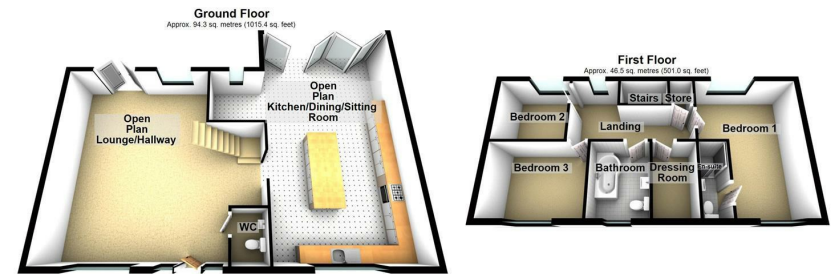 Ground Floor
Approx. 94.3 sq. metres (1015.4 sq. feet)
Open
Plan
Lounge/Hallway
Open
Plan
Kitchen/Dining/Sitting
Room
WC
First Floor
Approx. 46.5 sq. metres (501.0 sq. feet)
Stairs
Store
Bedroom 2
Landing
Bedroom 1
Bedroom 3
Bathroom
Dressing
Room
En-suite